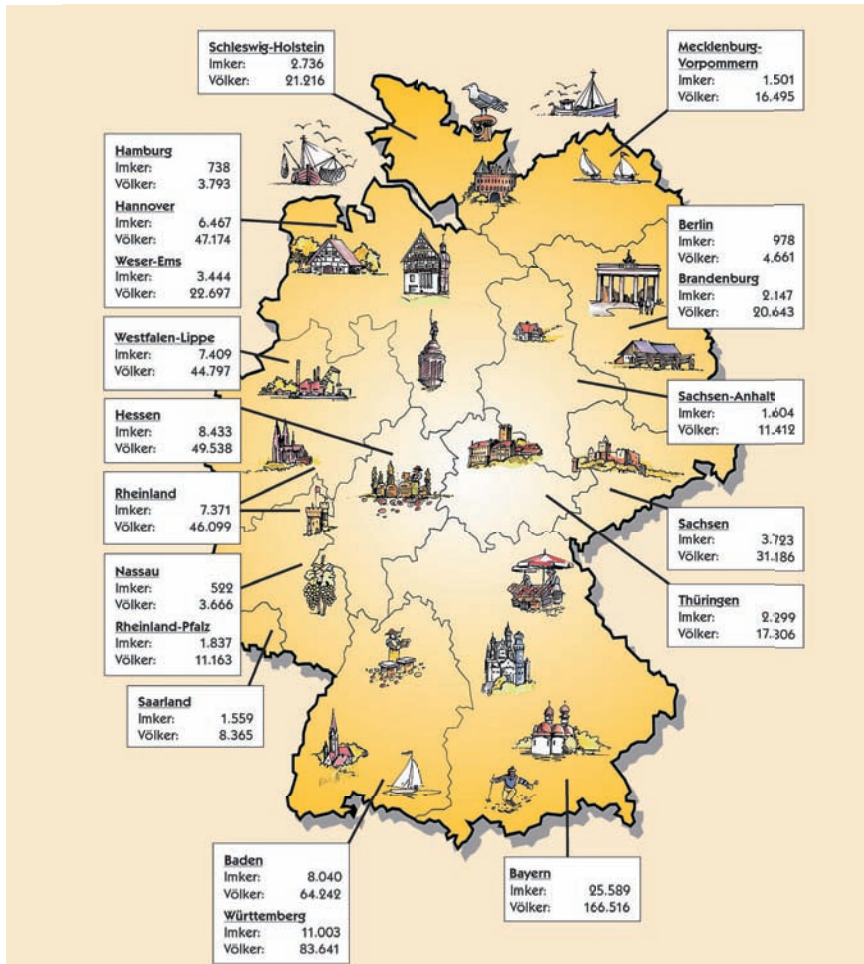 Schleswig-Holstein
Imker: 2.736
Völker: 21.216
Mecklenburg-
Vorpommern
Imker: 1.501
Völker: 16.495
Hamburg
Imker: 738
Völker: 3.793
Hannover
Imker: 6.467
Völker: 47.174
Weser-Ems
Imker: 3.444
Völker: 22.697
Berlin
Imker: 978
Völker: 4.661
Brandenburg
Imker: 2.147
Völker: 20.643
Westfalen-Lippe
Imker: 7.409
Völker: 44.797
Sachsen-Anhalt
Imker: 1.604
Völker: 11.412
Hessen
Imker: 8.433
Völker: 49.538
Rheinland
Imker: 7.371
Völker: 46.099
Sachsen
Imker: 3.723
Völker: 31.186
Nassau
Imker: 522
Völker: 3.666
Rheinland-Pfalz
Imker: 1.837
Völker: 11.163
Thüringen
Imker: 2.299
Völker: 17.306
Saarland
Imker: 1.559
Völker: 8.365
Baden
Imker: 8.040
Völker: 64.242
Württemberg
Imker: 11.003
Völker: 83.641
Bayern
Imker: 25.589
Völker: 166.516